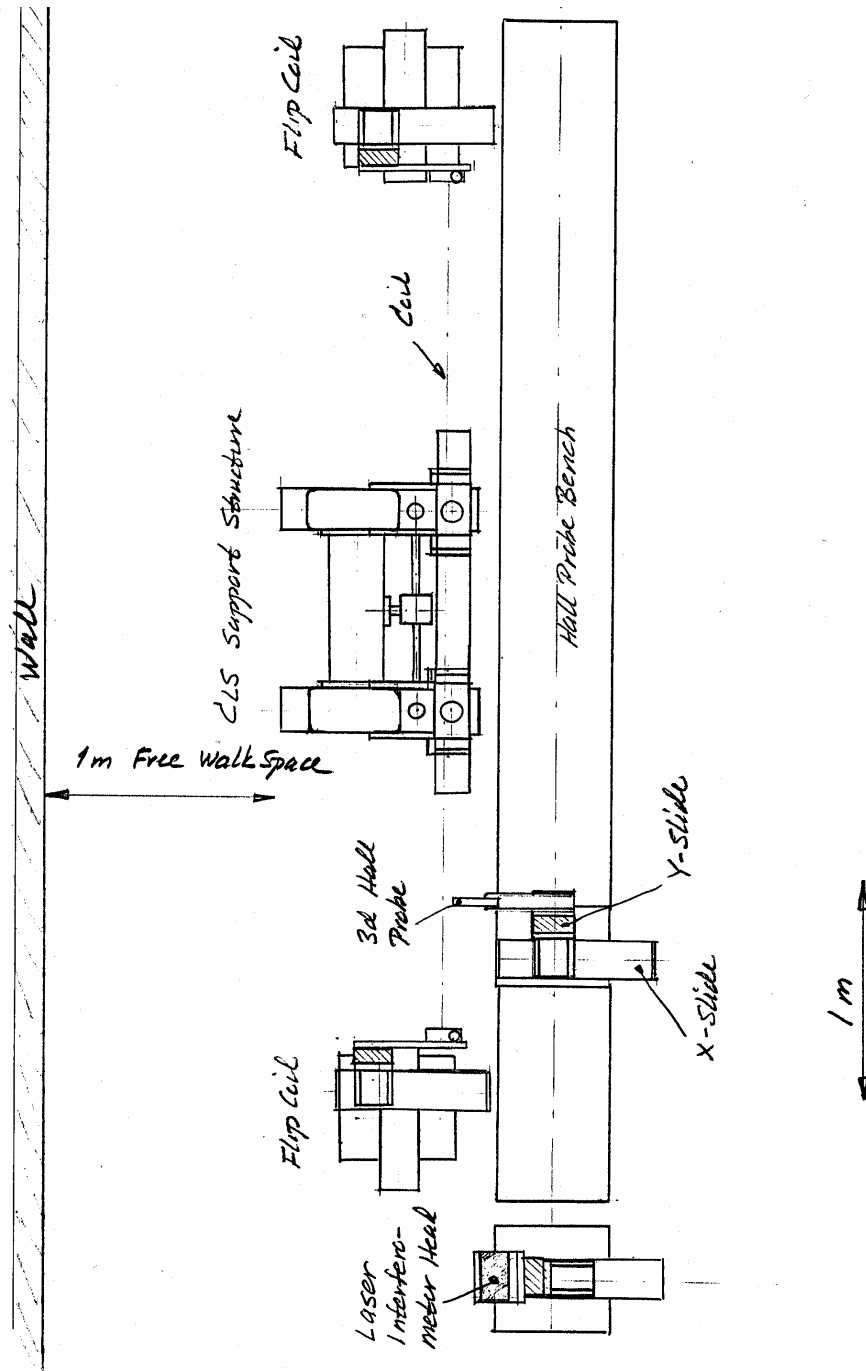 Wall
Flip Coil
Coil
CLS Support Structure
Hall Probe Bench
1m Free Walk Space
3d Hall
Probe
Y-Slide
X-Slide
1 m
Flip Coil
Laser
Interfero-
meter Head